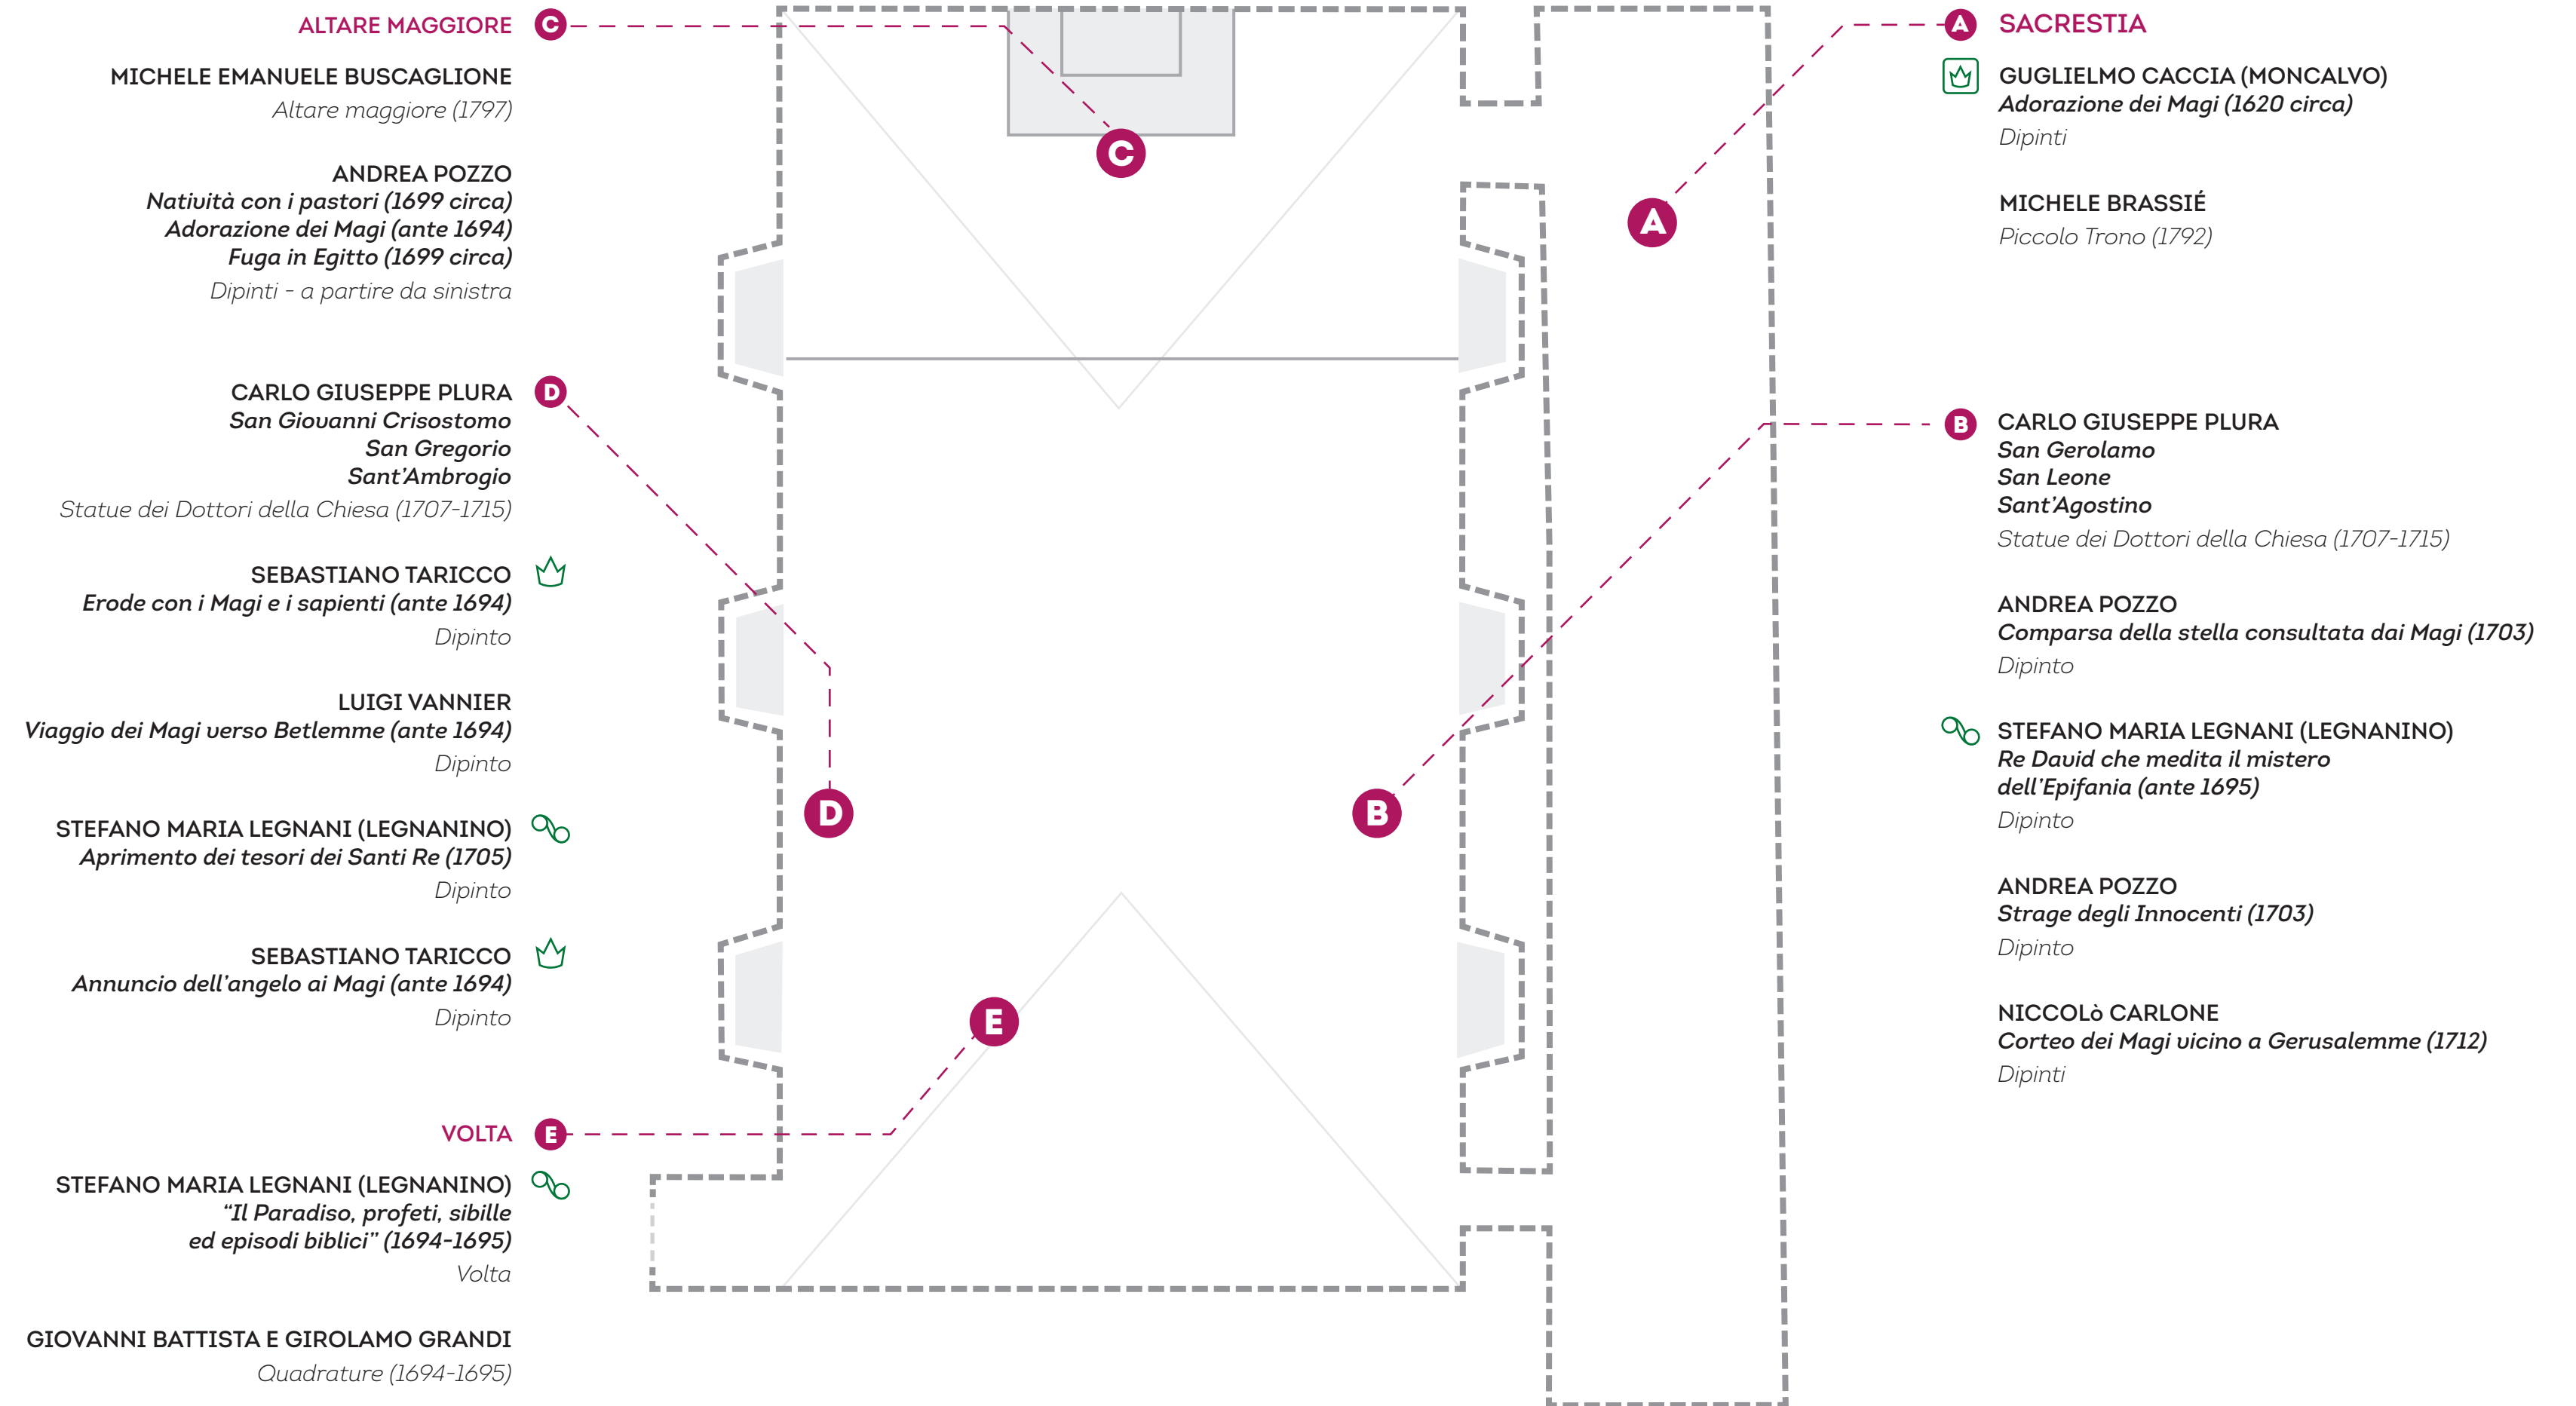 ALTARE MAGGIORE C
MICHELE EMANUELE BUSCAGLIONE
Altare maggiore (1797)
ANDREA POZZO
Natività con i pastori (1699 circa)
Adorazione dei Magi (ante 1694)
Fuga in Egitto (1699 circa)
Dipinti - a partire da sinistra
CARLO GIUSEPPE PLURA D
San Giovanni Crisostomo
San Gregorio
Sant'Ambrogio
Statue dei Dottori della Chiesa (1707-1715)
SEBASTIANO TARICCO
Erode con i Magi e i sapienti (ante 1694)
Dipinto
LUIGI VANNIER
Viaggio dei Magi verso Betlemme (ante 1694)
Dipinto
STEFANO MARIA LEGNANI (LEGNANINO)
Aprimento dei tesori dei Santi Re (1705)
Dipinto
SEBASTIANO TARICCO
Annuncio dell'angelo ai Magi (ante 1694)
Dipinto
VOLTA E
STEFANO MARIA LEGNANI (LEGNANINO)
“Il Paradiso, profeti, sibille
ed episodi biblici” (1694-1695)
Volta
GIOVANNI BATTISTA E GIROLAMO GRANDI
Quadrature (1694-1695)
C
A
D
B
E
A SACRESTIA
GUGLIELMO CACCIA (MONCALVO)
Adorazione dei Magi (1620 circa)
Dipinti
MICHELE BRASSIÉ
Piccolo Trono (1792)
B CARLO GIUSEPPE PLURA
San Gerolamo
San Leone
Sant'Agostino
Statue dei Dottori della Chiesa (1707-1715)
ANDREA POZZO
Comparsa della stella consultata dai Magi (1703)
Dipinto
STEFANO MARIA LEGNANI (LEGNANINO)
Re David che medita il mistero
dell'Epifania (ante 1695)
Dipinto
ANDREA POZZO
Strage degli Innocenti (1703)
Dipinto
NICCOLò CARLONE
Corteo dei Magi vicino a Gerusalemme (1712)
Dipinti